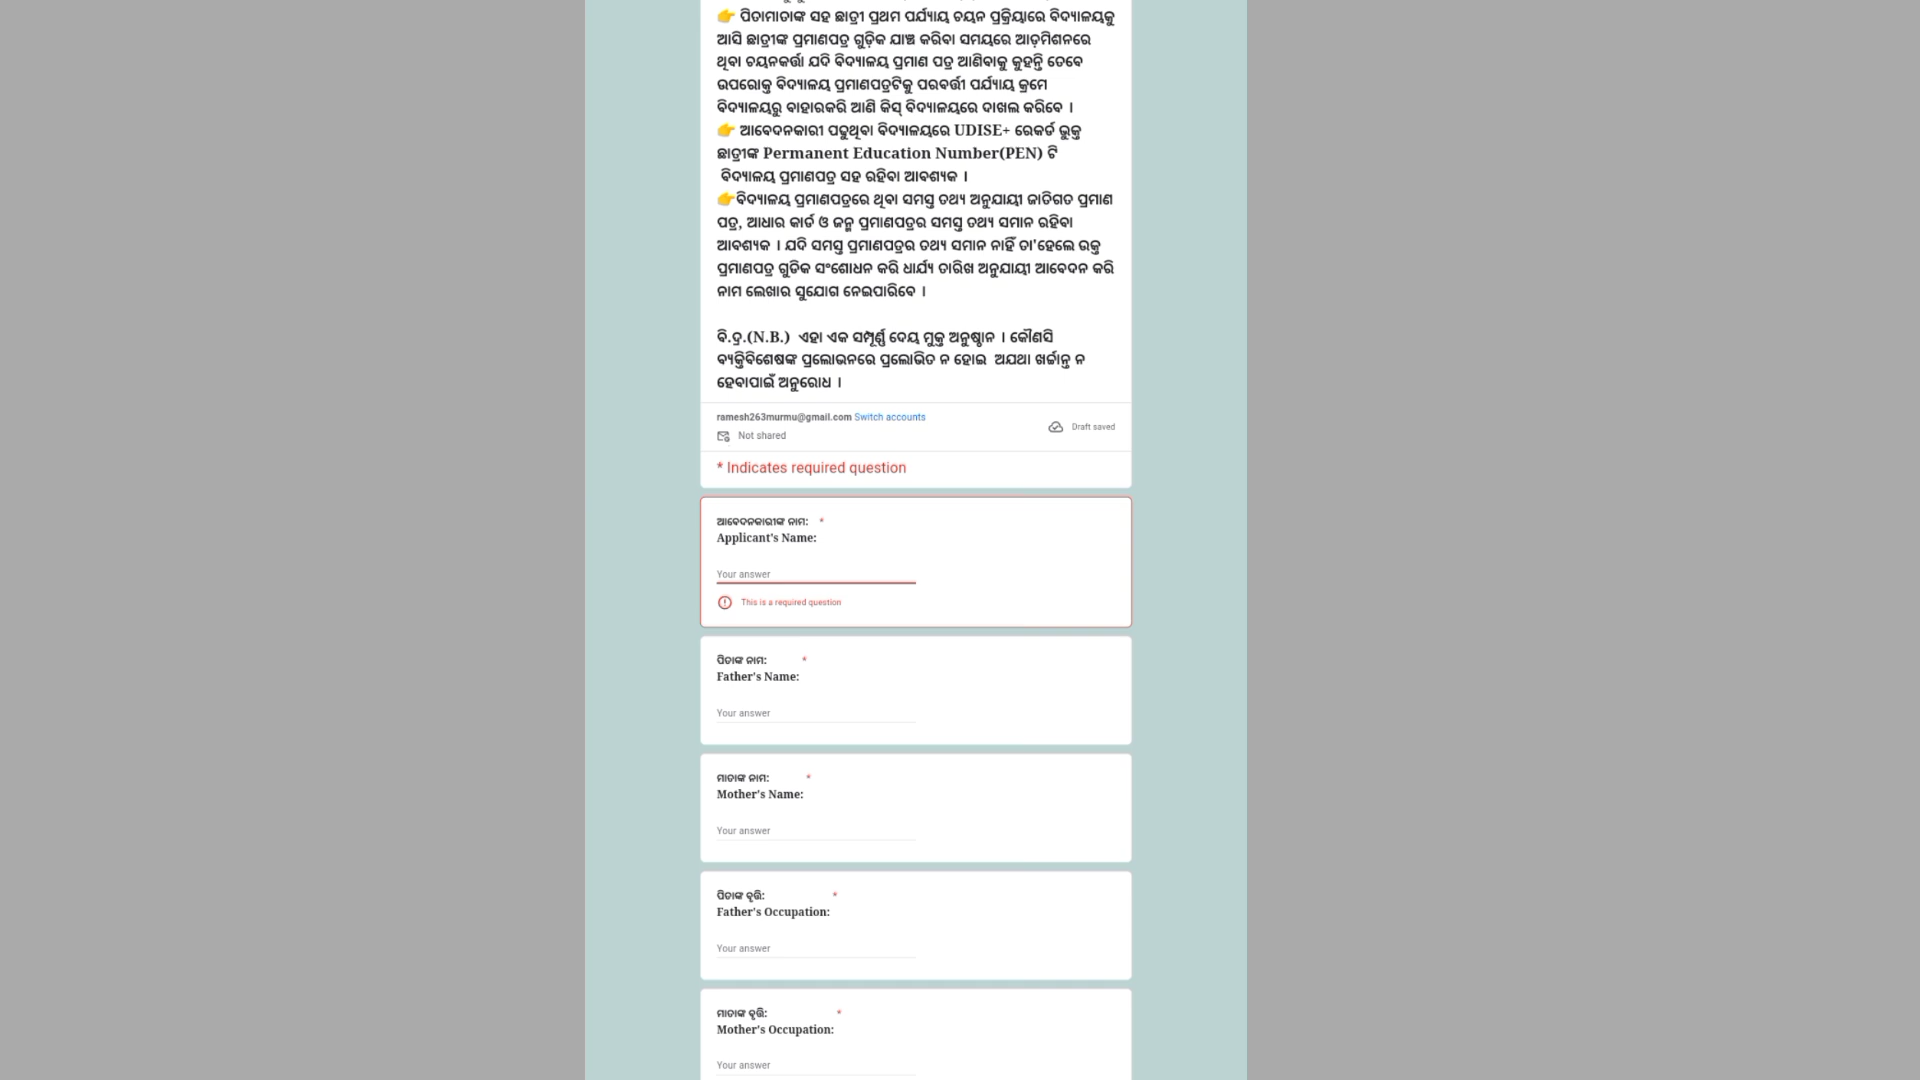 👉 ପିତାମାତାଙ୍କ ସହ ଛାତ୍ରୀ ପ୍ରଥମ ପର୍ଯ୍ୟାୟ ଚୟନ ପ୍ରକ୍ରିୟାରେ ବିଦ୍ୟାଳୟକୁ
ଆସି ଛାତ୍ରୀଙ୍କ ପ୍ରମାଣପତ୍ର ଗୁଡ଼ିକ ଯାଞ୍ଚ କରିବା ସମୟରେ ଆଡ଼ମିଶନରେ
ଥିବା ଚୟନକର୍ତ୍ତା ଯଦି ବିଦ୍ୟାଳୟ ପ୍ରମାଣ ପତ୍ର ଆଣିବାକୁ କୁହନ୍ତି ତେବେ
ଉପରୋକ୍ତ ବିଦ୍ୟାଳୟ ପ୍ରମାଣପତ୍ରଟିକୁ ପରବର୍ତ୍ତୀ ପର୍ଯ୍ୟାୟ କ୍ରମେ
ବିଦ୍ୟାଳୟରୁ ବାହାରକରି ଆଣି କିସ୍ ବିଦ୍ୟାଳୟରେ ଦାଖଲ କରିବେ ।
👉 ଆବେଦନକାରୀ ପଢୁଥିବା ବିଦ୍ୟାଳୟରେ UDISE+ ରେକର୍ଡ ଭୁକ୍ତ
ଛାତ୍ରୀଙ୍କ Permanent Education Number(PEN) ଟି
ବିଦ୍ୟାଳୟ ପ୍ରମାଣପତ୍ର ସହ ରହିବା ଆବଶ୍ୟକ ।
👉ବିଦ୍ୟାଳୟ ପ୍ରମାଣପତ୍ରରେ ଥିବା ସମସ୍ତ ତଥ୍ୟ ଅନୁଯାୟୀ ଜାତିଗତ ପ୍ରମାଣ
ପତ୍ର, ଆଧାର କାର୍ଡ ଓ ଜନ୍ମ ପ୍ରମାଣପତ୍ରର ସମସ୍ତ ତଥ୍ୟ ସମାନ ରହିବା
ଆବଶ୍ୟକ । ଯଦି ସମସ୍ତ ପ୍ରମାଣପତ୍ରର ତଥ୍ୟ ସମାନ ନାହିଁ ତା'ହେଲେ ଉକ୍ତ
ପ୍ରମାଣପତ୍ର ଗୁଡିକ ସଂଶୋଧନ କରି ଧାର୍ଯ୍ୟ ତାରିଖ ଅନୁଯାୟୀ ଆବେଦନ କରି
ନାମ ଲେଖାର ସୁଯୋଗ ନେଇପାରିବେ ।
ବି.ଦ୍ର.(N.B.) ଏହା ଏକ ସମ୍ପୂର୍ଣ୍ଣ ଦେୟ ମୁକ୍ତ ଅନୁଷ୍ଠାନ । କୌଣସି
ବ୍ୟକ୍ତିବିଶେଷଙ୍କ ପ୍ରଲୋଭନରେ ପ୍ରଲୋଭିତ ନ ହୋଇ ଅଯଥା ଖର୍ଚ୍ଚାନ୍ତ ନ
ହେବାପାଇଁ ଅନୁରୋଧ ।
ramesh263murmu@gmail.com Switch accounts
Not shared
Draft saved
* Indicates required question
ଆବେଦନକାରୀଙ୍କ ନାମ: *
Applicant's Name:
Your answer
This is a required question
ପିତାଙ୍କ ନାମ: *
Father's Name:
Your answer
ମାତାଙ୍କ ନାମ: *
Mother's Name:
Your answer
ପିତାଙ୍କ ବୃତ୍ତି: *
Father's Occupation:
Your answer
ମାତାଙ୍କ ବୃତ୍ତି: *
Mother's Occupation:
Your answer